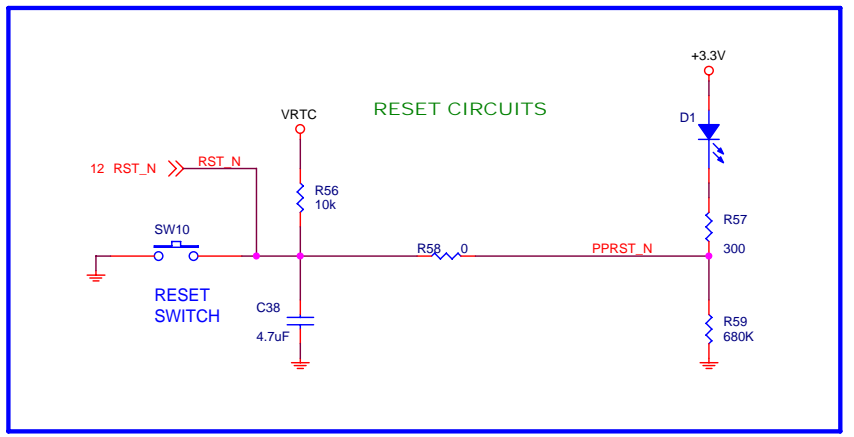 +3.3V
RESET CIRCUITS
VRTC
D1
12 RST_N
RST_N
R56
10k
R57
SW10
R58 0
PPRST_N
300
RESET
SWITCH
C38
4.7uF
R59
680K